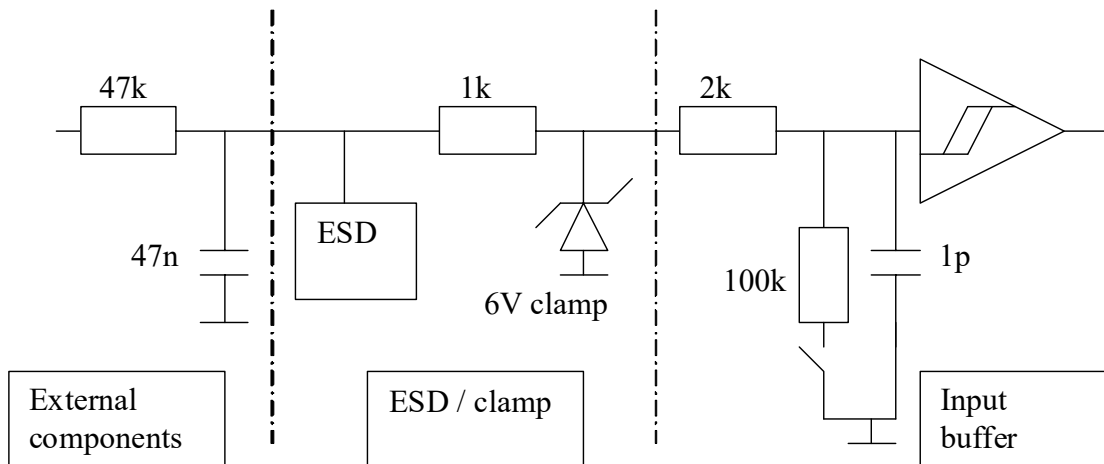 47k
1k
2k
ESD
47n
6V clamp
100k
1p
External
components
ESD / clamp
Input
buffer